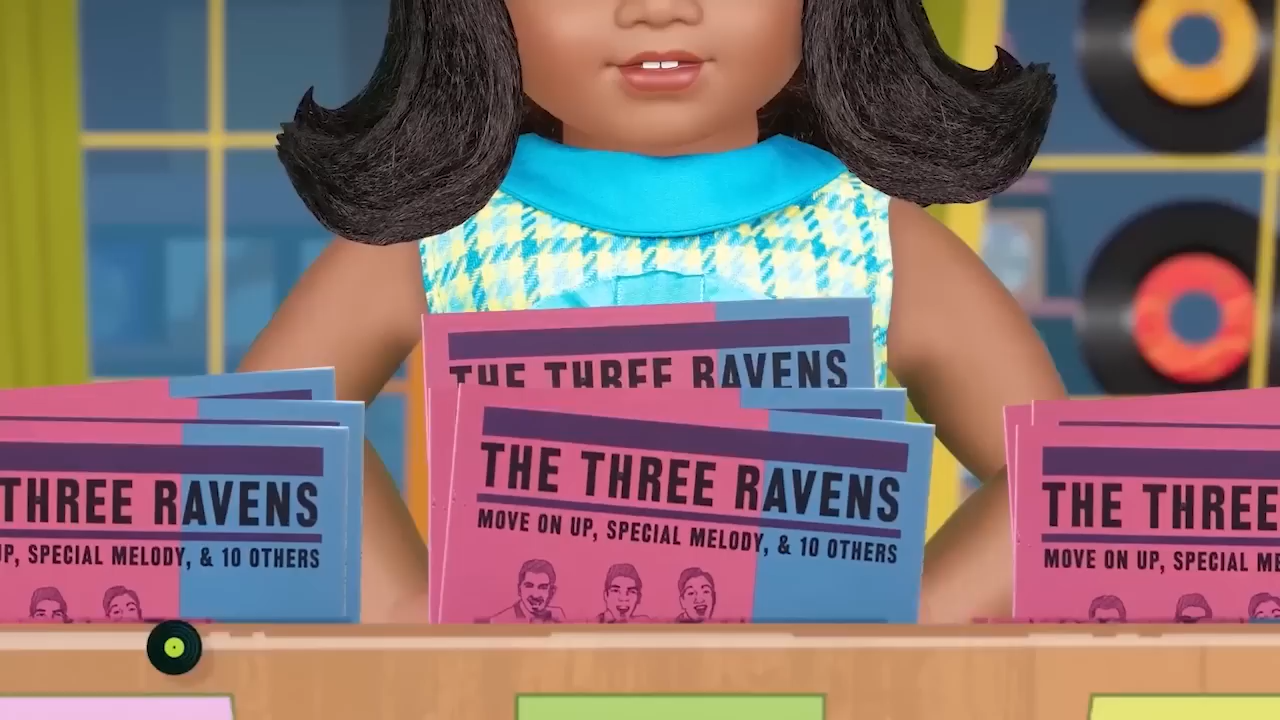 THE THREE RAVENS
THE THREE RAVENS
MOVE ON UP, SPECIAL MELODY, & 10 OTHERS
THREE RAVENS
UP, SPECIAL MELODY, & 10 OTHERS
THE THREE
MOVE ON UP, SPECIAL ME